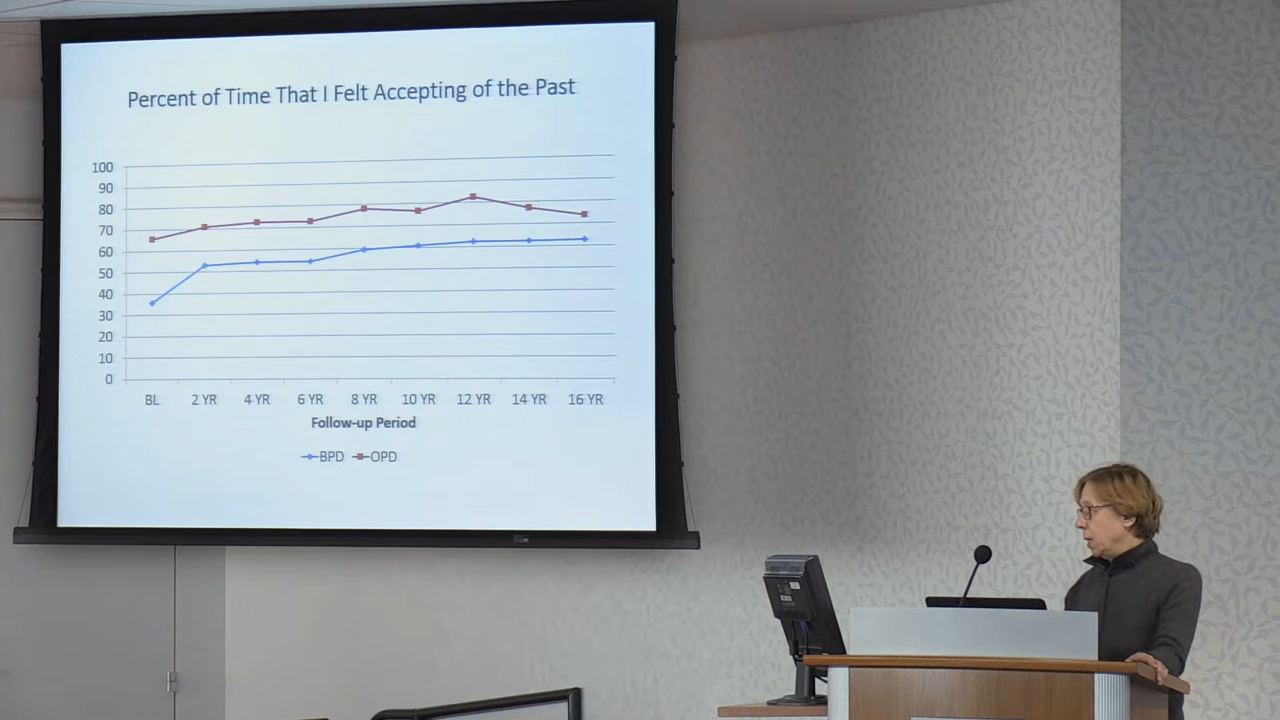 Percent of Time That I Felt Accepting of the Past
100
90
80
70
60
50
40
30
20
10
0
BL 2 YR 4 YR 6 YR 8 YR 10 YR 12 YR 14 YR 16 YR
Follow-up Period
BPD OPD